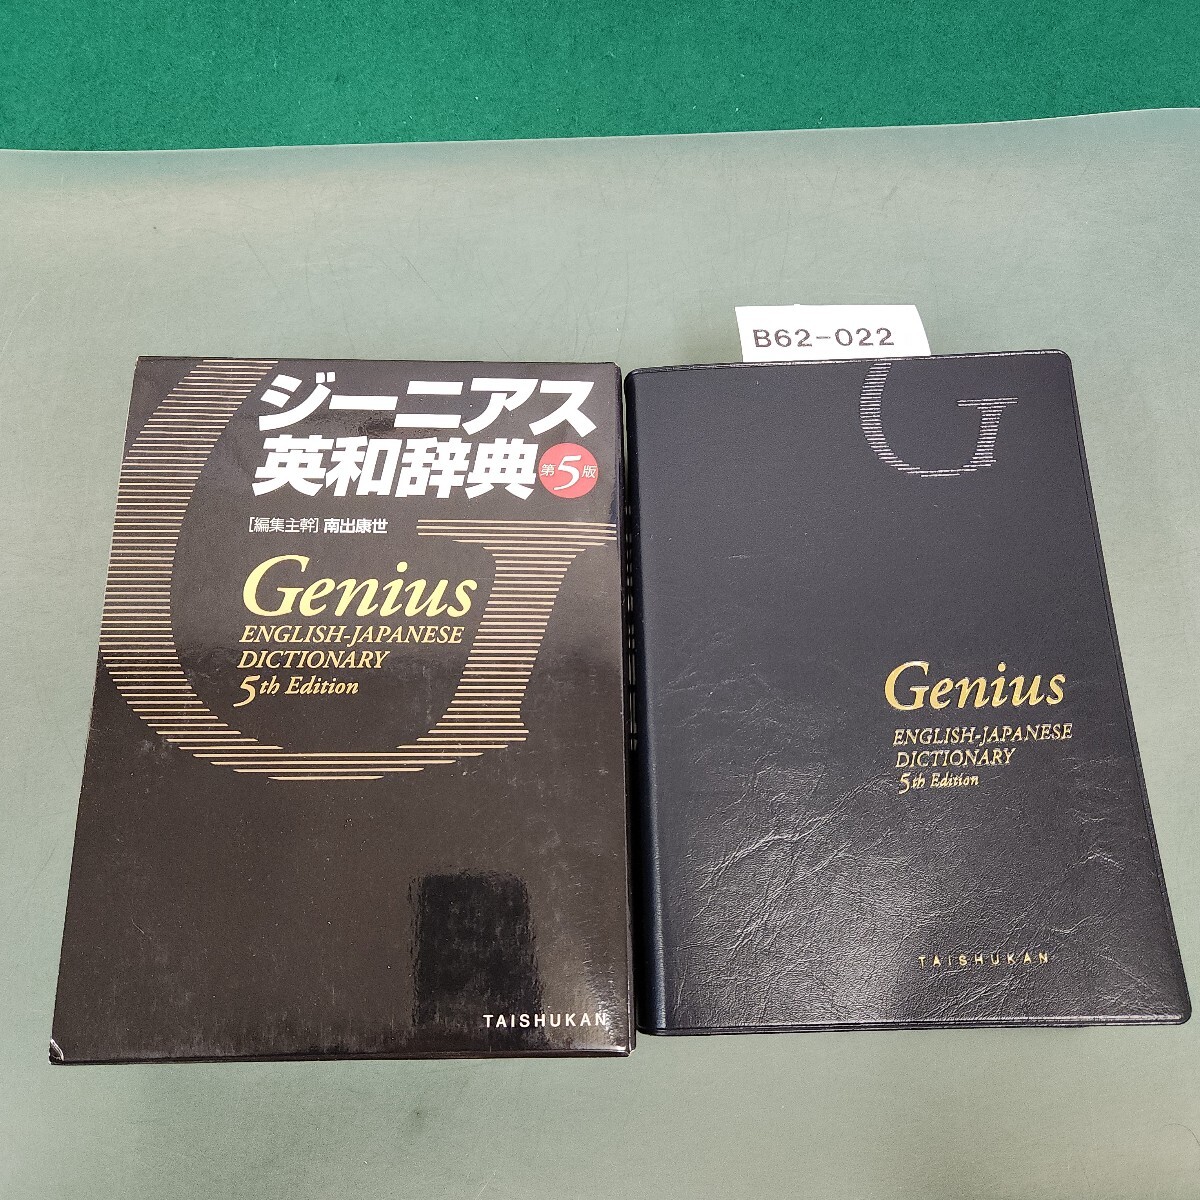 ジーニアス
英和辞典 第5版
[編集主幹] 南出康世
Genius
ENGLISH-JAPANESE
DICTIONARY
5th Edition
TAISHUKAN
B62-022
G
Genius
ENGLISH-JAPANESE
DICTIONARY
5th Edition
TAISHUKAN